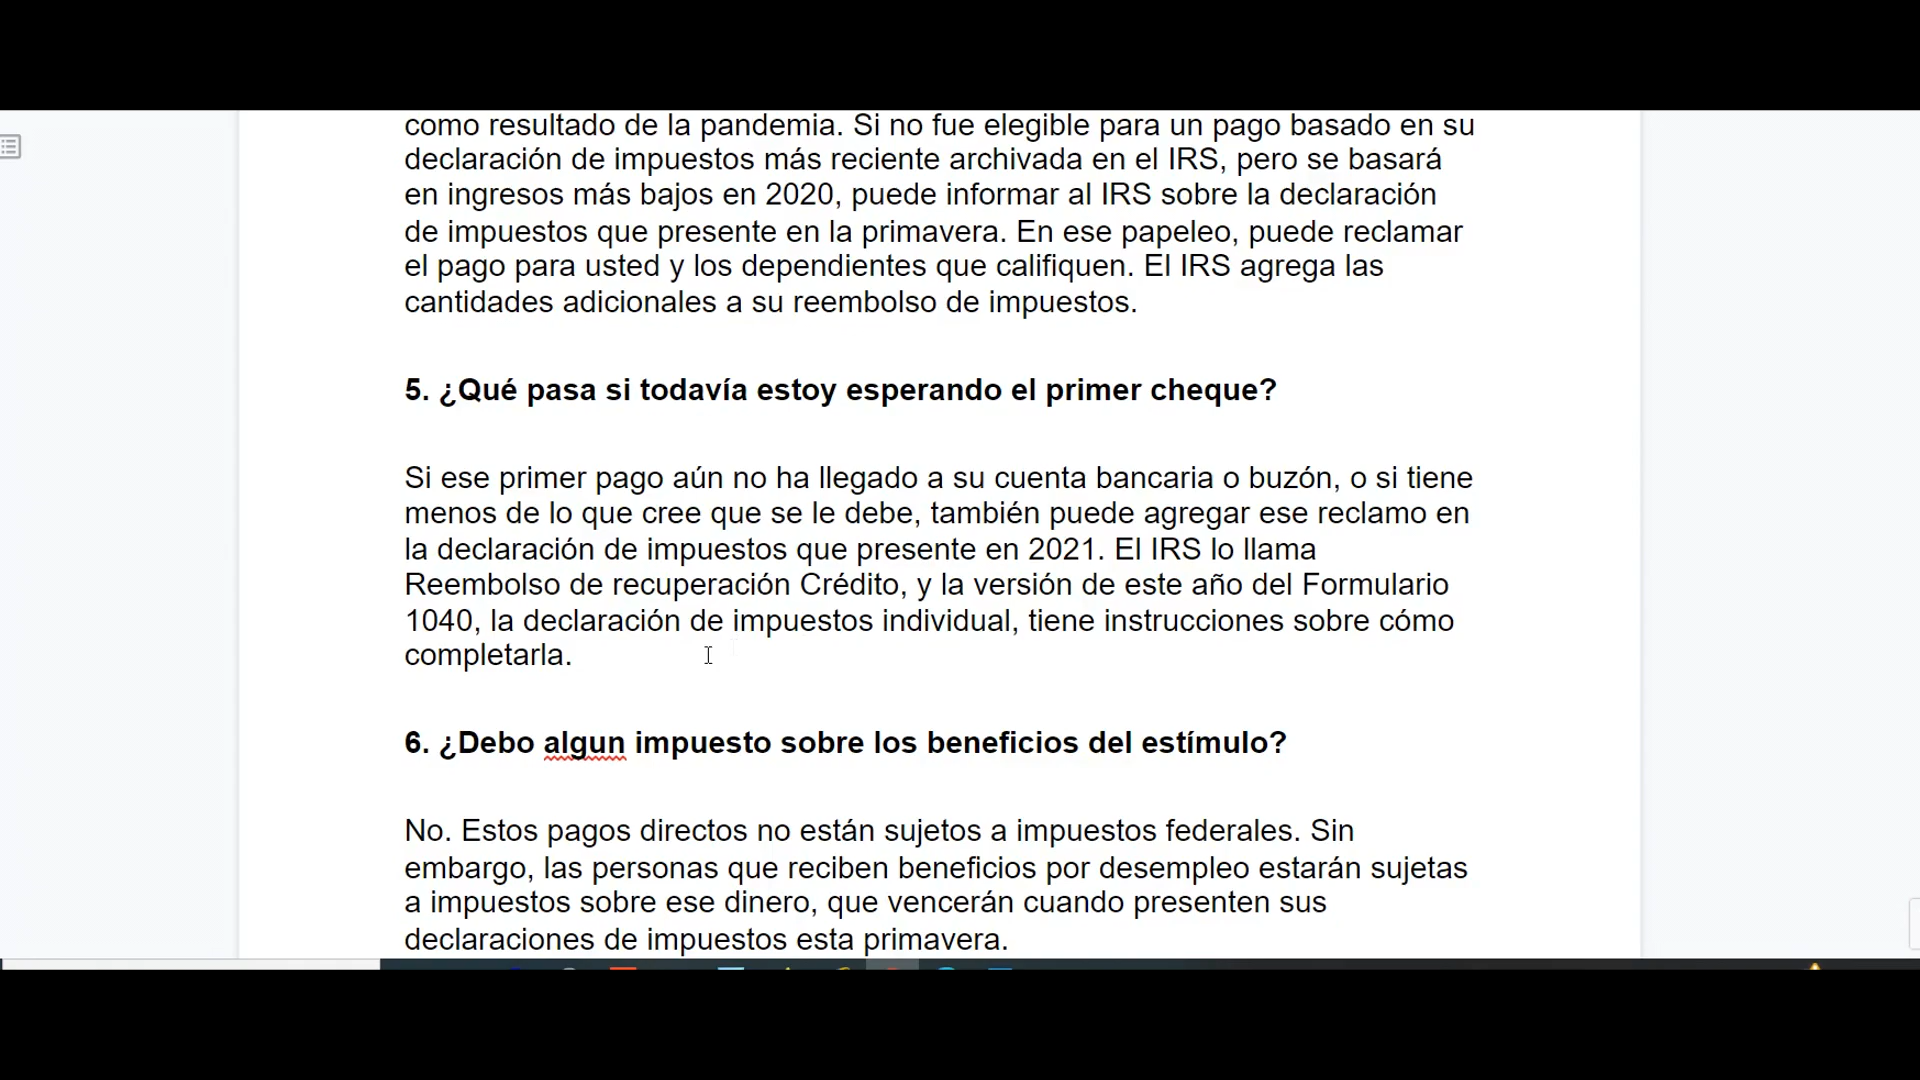 como resultado de la pandemia. Si no fue elegible para un pago basado en su
declaración de impuestos más reciente archivada en el IRS, pero se basará
en ingresos más bajos en 2020, puede informar al IRS sobre la declaración
de impuestos que presente en la primavera. En ese papeleo, puede reclamar
el pago para usted y los dependientes que califiquen. El IRS agrega las
cantidades adicionales a su reembolso de impuestos.
5. ¿Qué pasa si todavía estoy esperando el primer cheque?
Si ese primer pago aún no ha llegado a su cuenta bancaria o buzón, o si tiene
menos de lo que cree que se le debe, también puede agregar ese reclamo en
la declaración de impuestos que presente en 2021. El IRS lo llama
Reembolso de recuperación Crédito, y la versión de este año del Formulario
1040, la declaración de impuestos individual, tiene instrucciones sobre cómo
completarla.
6. ¿Debo algun impuesto sobre los beneficios del estímulo?
No. Estos pagos directos no están sujetos a impuestos federales. Sin
embargo, las personas que reciben beneficios por desempleo estarán sujetas
a impuestos sobre ese dinero, que vencerán cuando presenten sus
declaraciones de impuestos esta primavera.